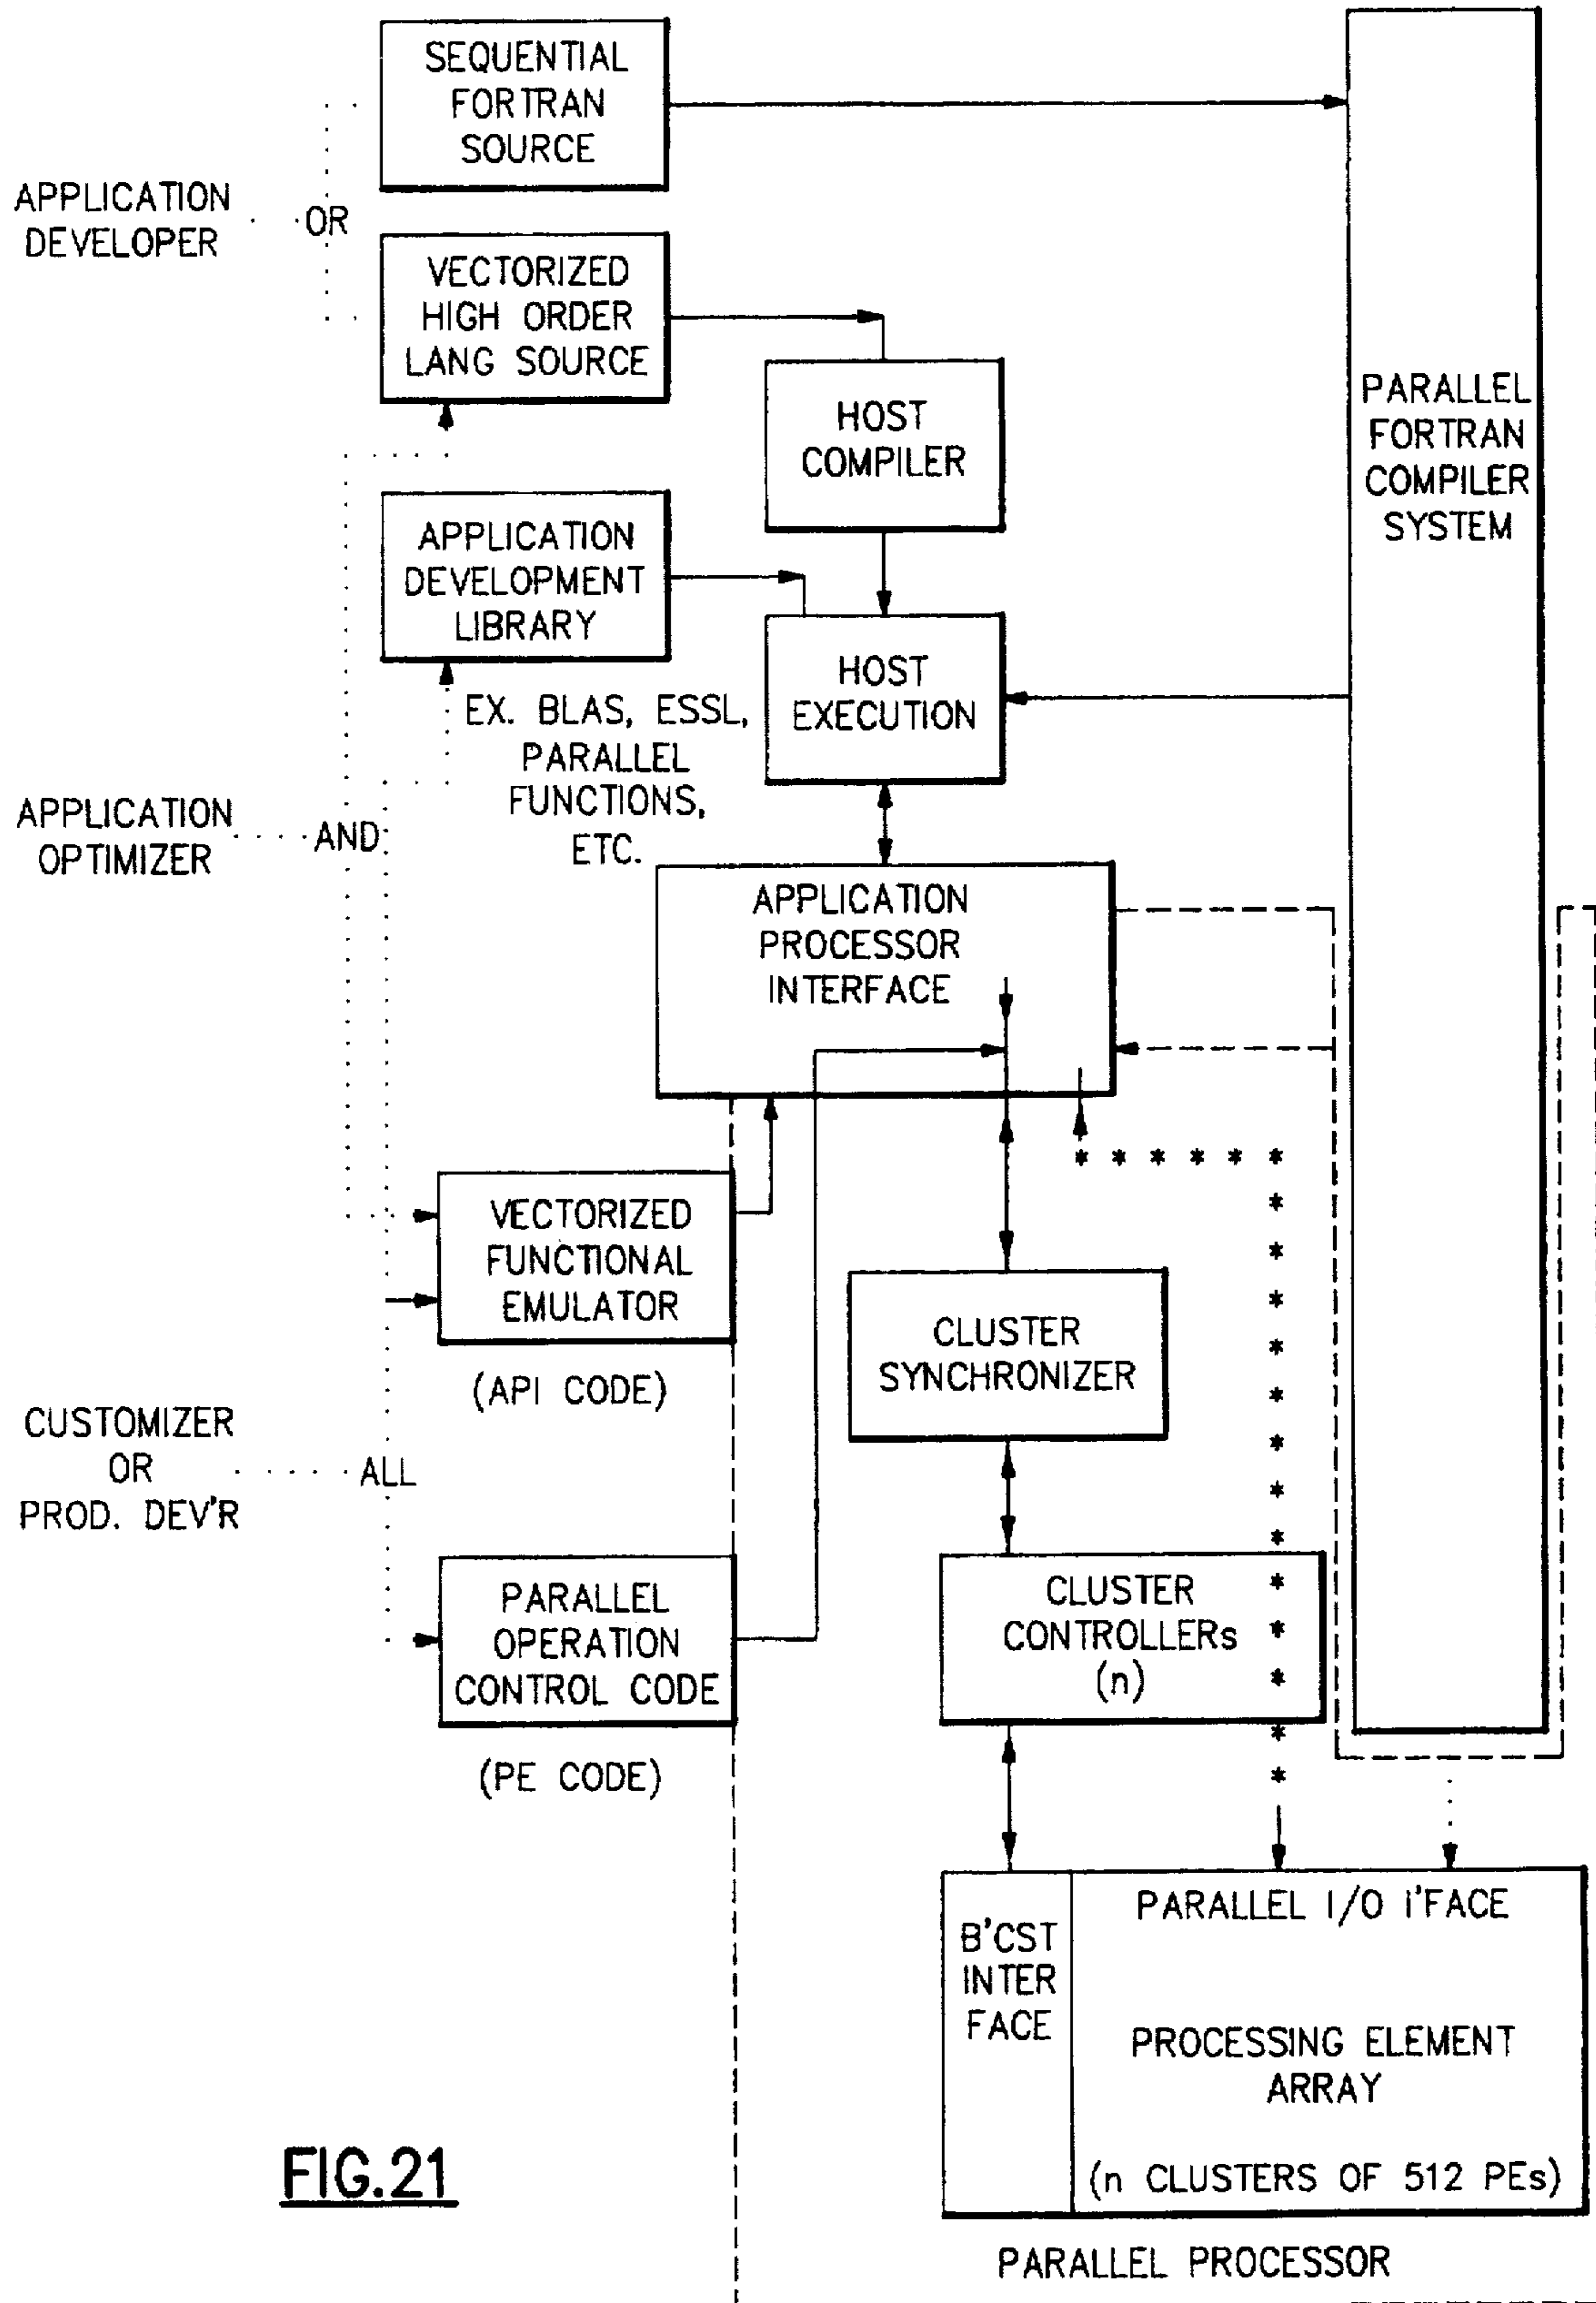 SEQUENTIAL
FORTRAN
SOURCE
APPLICATION
DEVELOPER
OR
VECTORIZED
HIGH ORDER
LANG SOURCE
HOST
COMPILER
PARALLEL
FORTRAN
COMPILER
SYSTEM
APPLICATION
DEVELOPMENT
LIBRARY
HOST
EXECUTION
EX. BLAS, ESSL,
PARALLEL
FUNCTIONS,
ETC.
APPLICATION
OPTIMIZER
AND
APPLICATION
PROCESSOR
INTERFACE
VECTORIZED
FUNCTIONAL
EMULATOR
(API CODE)
CLUSTER
SYNCHRONIZER
CUSTOMIZER
OR
PROD. DEV'R
ALL
PARALLEL
OPERATION
CONTROL CODE
(PE CODE)
CLUSTER
CONTROLLERs
(n)
B'CST
INTER
FACE
PARALLEL I/O I'FACE
PROCESSING ELEMENT
ARRAY
(n CLUSTERS OF 512 PEs)
PARALLEL PROCESSOR
FIG.21